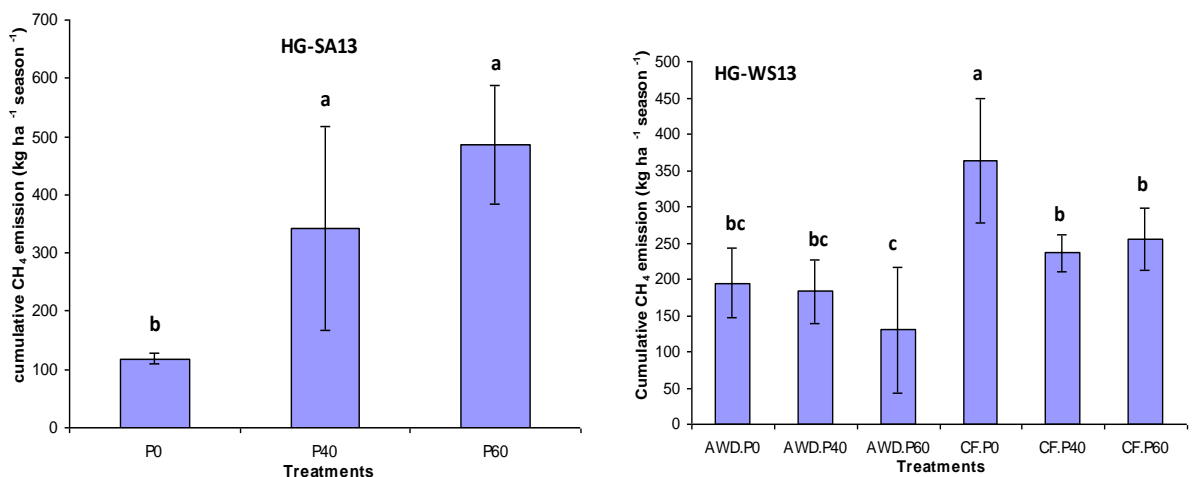 HG-SA13
cumulative CH₄ emission (kg ha ⁻¹ season ⁻¹)
700
600
500
400
300
200
100
0
b
a
a
P0
P40
P60
Treatments
HG-WS13
Cumulative CH₄ emission (kg ha ⁻¹ season ⁻¹)
500
450
400
350
300
250
200
150
100
50
0
bc
bc
c
a
b
b
AWD.P0
AWD.P40
AWD.P60
CF.P0
CF.P40
CF.P60
Treatments